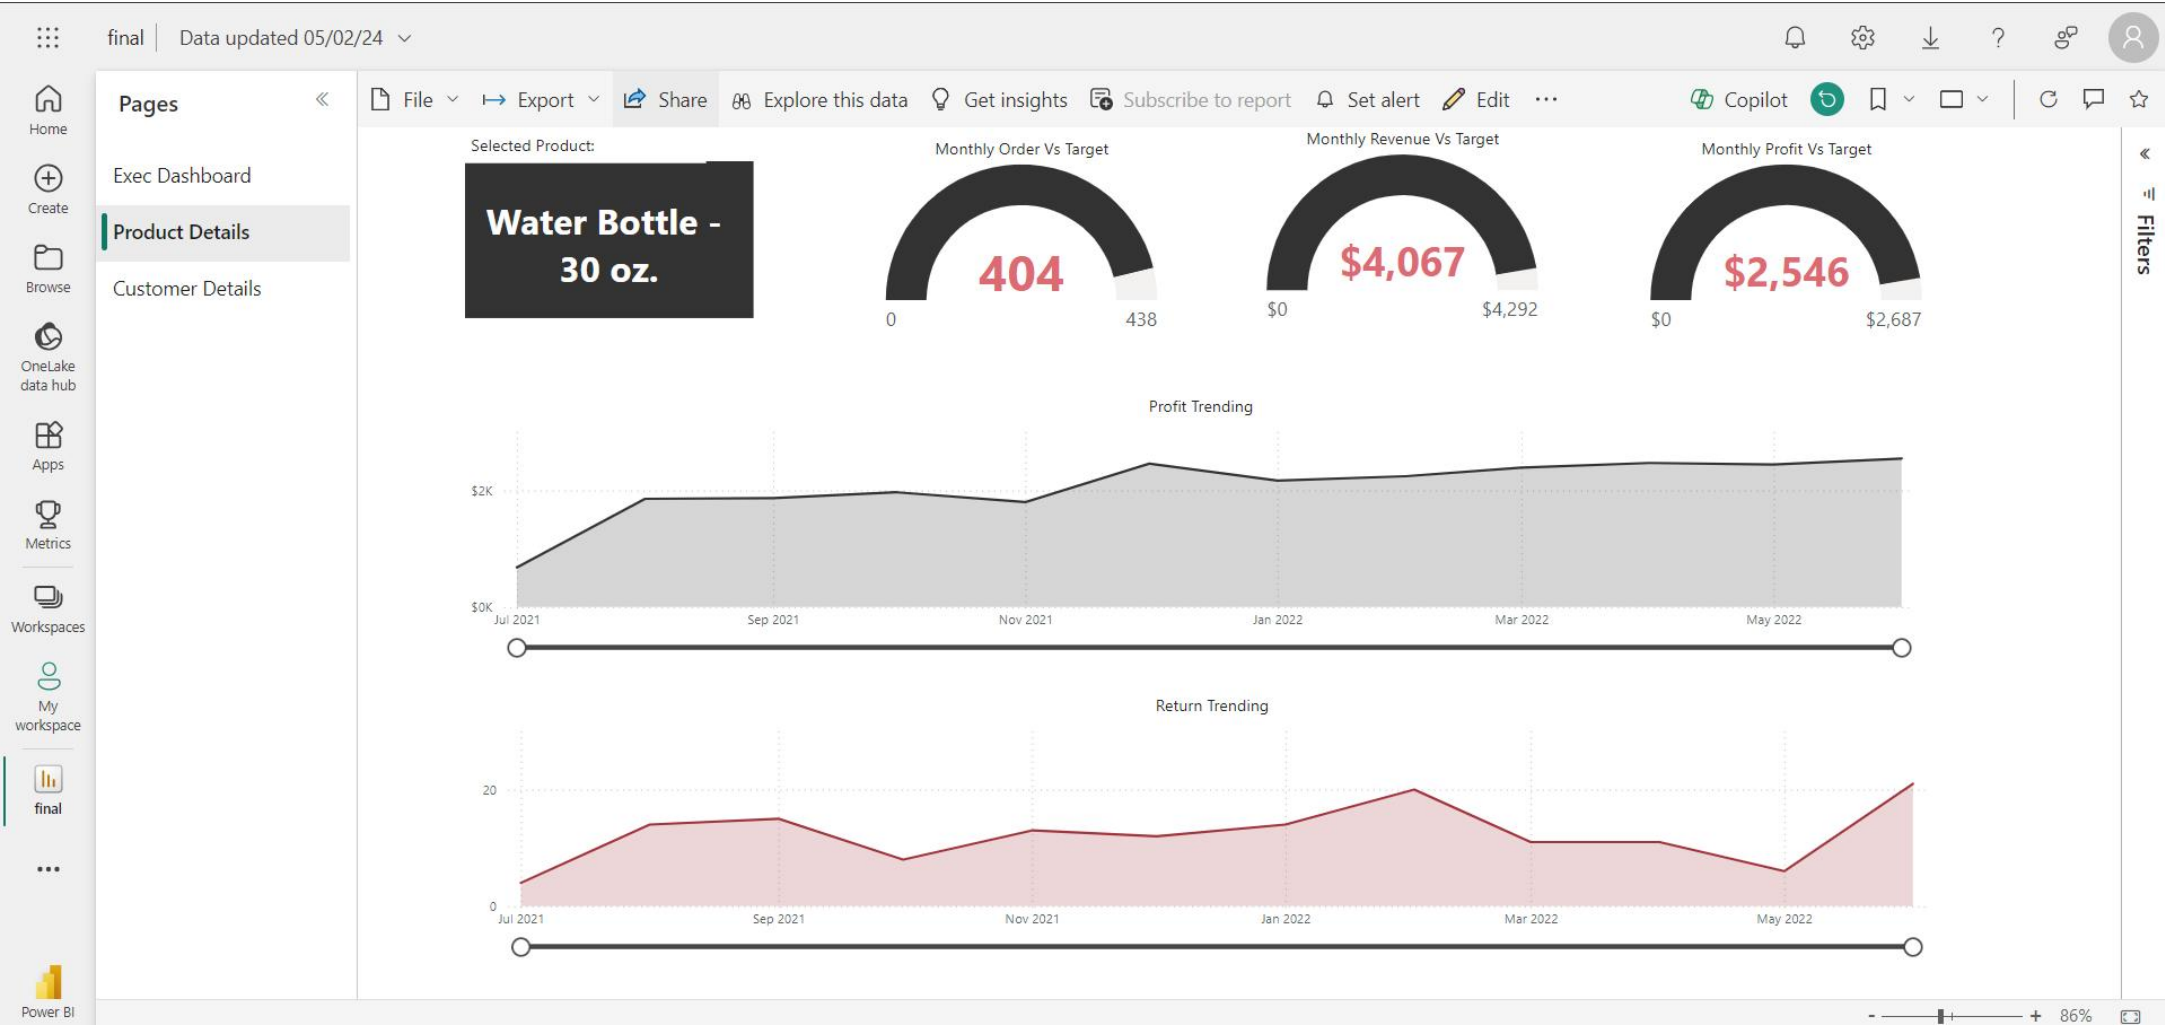 final
Data updated 05/02/24
Home
Create
Browse
OneLake
data hub
Apps
Metrics
Workspaces
My
workspace
final
Power BI
Pages
Exec Dashboard
Product Details
Customer Details
File
Export
Share
Explore this data
Get insights
Subscribe to report
Set alert
Edit
Copilot
Filters
Selected Product:
Water Bottle -
30 oz.
Monthly Order Vs Target
404
0
438
Monthly Revenue Vs Target
$4,067
$0
$4,292
Monthly Profit Vs Target
$2,546
$0
$2,687
Profit Trending
$2K
$0K
Jul 2021
Sep 2021
Nov 2021
Jan 2022
Mar 2022
May 2022
Return Trending
20
0
Jul 2021
Sep 2021
Nov 2021
Jan 2022
Mar 2022
May 2022
- + 86%